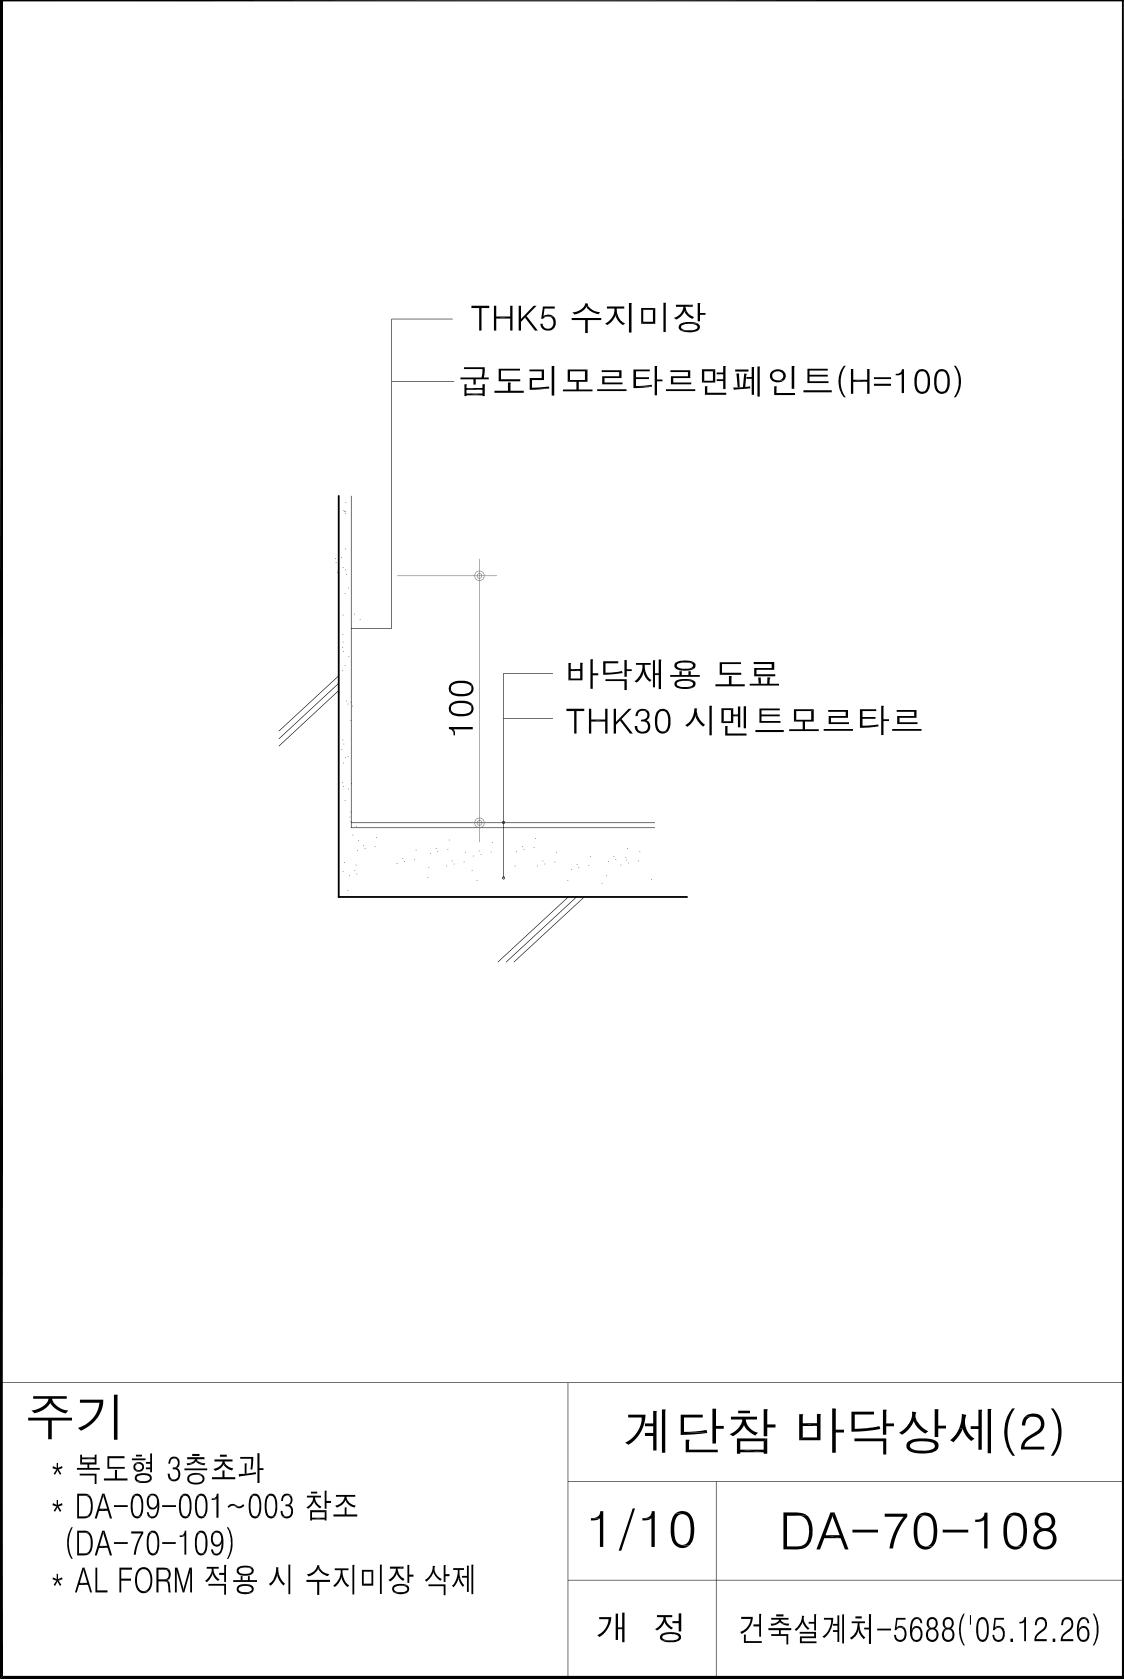 THK5 수지미장
굽도리모르타르면페인트(H=100)
바닥재용 도료
100
THK30 시멘트모르타르
주기
* 복도형 3층초과
* DA-09-001~003 참조
(DA-70-109)
* AL FORM 적용 시 수지미장 삭제
계단참 바닥상세(2)
1/10
DA-70-108
개 정
건축설계처-5688('05.12.26)